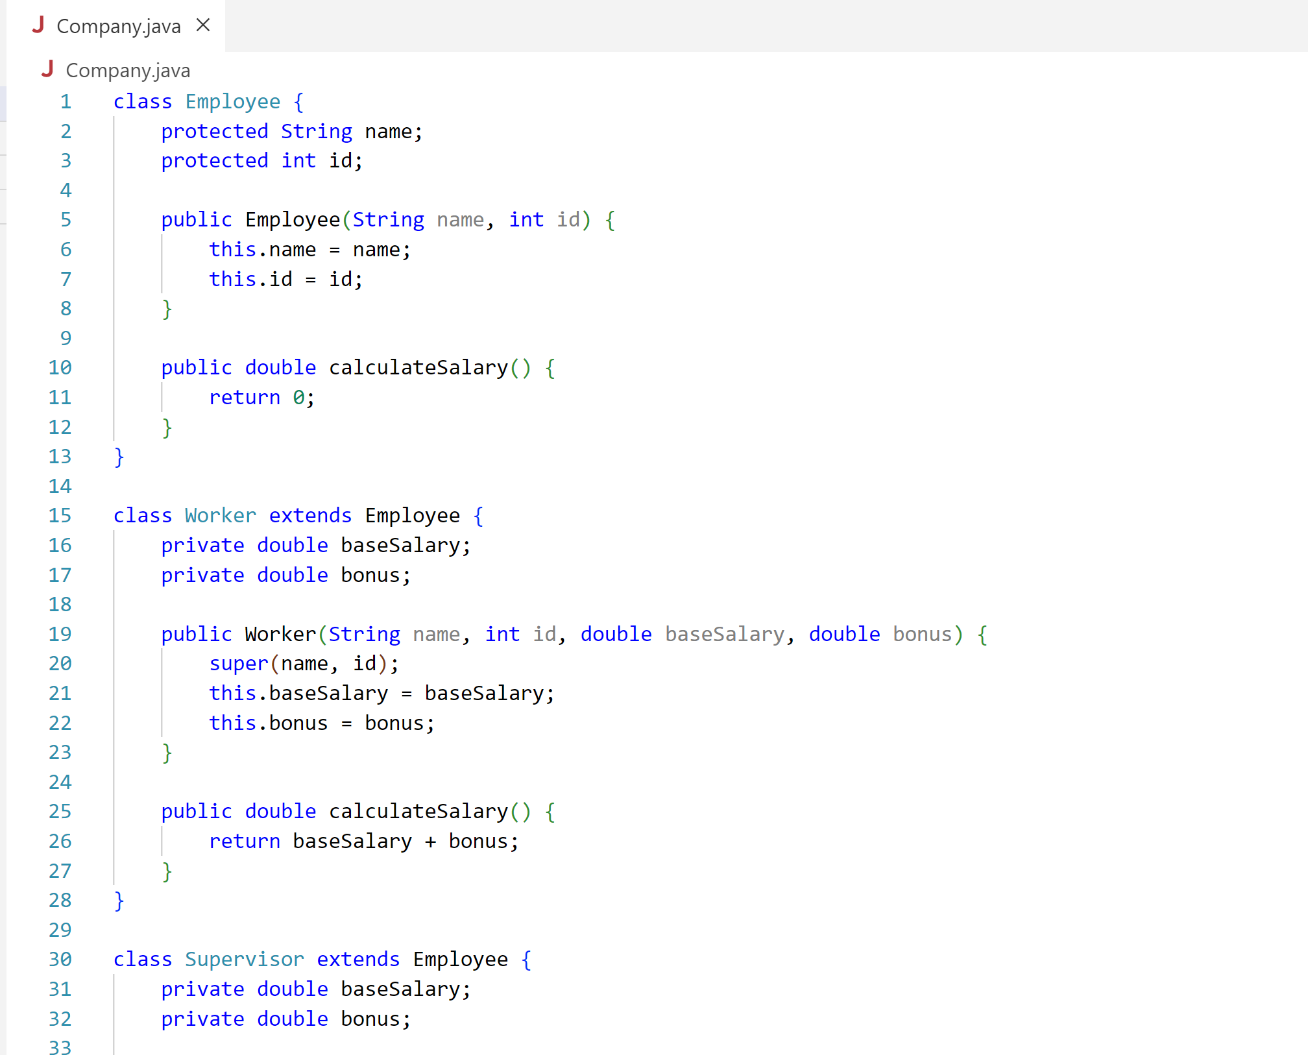 Company.java
Company.java
1 class Employee {
2     protected String name;
3     protected int id;
4
5     public Employee(String name, int id) {
6         this.name = name;
7         this.id = id;
8     }
9
10     public double calculateSalary() {
11         return 0;
12     }
13 }
14
15 class Worker extends Employee {
16     private double baseSalary;
17     private double bonus;
18
19     public Worker(String name, int id, double baseSalary, double bonus) {
20         super(name, id);
21         this.baseSalary = baseSalary;
22         this.bonus = bonus;
23     }
24
25     public double calculateSalary() {
26         return baseSalary + bonus;
27     }
28 }
29
30 class Supervisor extends Employee {
31     private double baseSalary;
32     private double bonus;
33